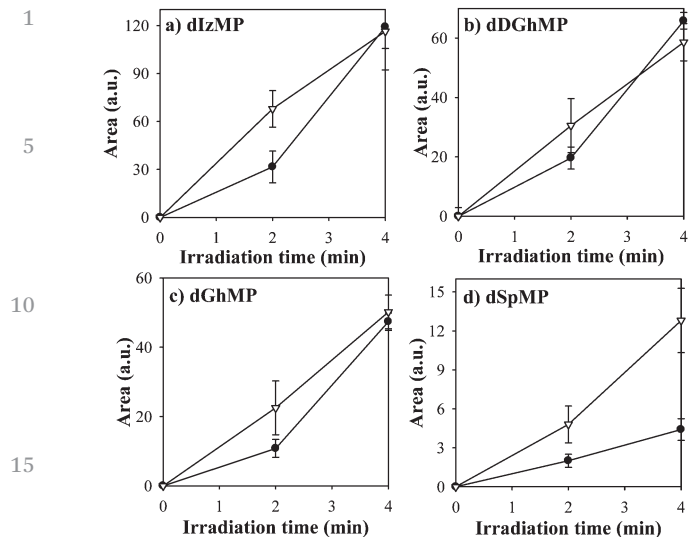 1
5
10
15
a) dIzMP
Area (a.u.)
120
90
60
30
0
0 1 2 3 4
Irradiation time (min)
b) dDGhMP
Area (a.u.)
60
40
20
0
0 1 2 3 4
Irradiation time (min)
c) dGhMP
Area (a.u.)
60
40
20
0
0 1 2 3 4
Irradiation time (min)
d) dSpMP
Area (a.u.)
15
12
9
6
3
0
0 1 2 3 4
Irradiation time (min)